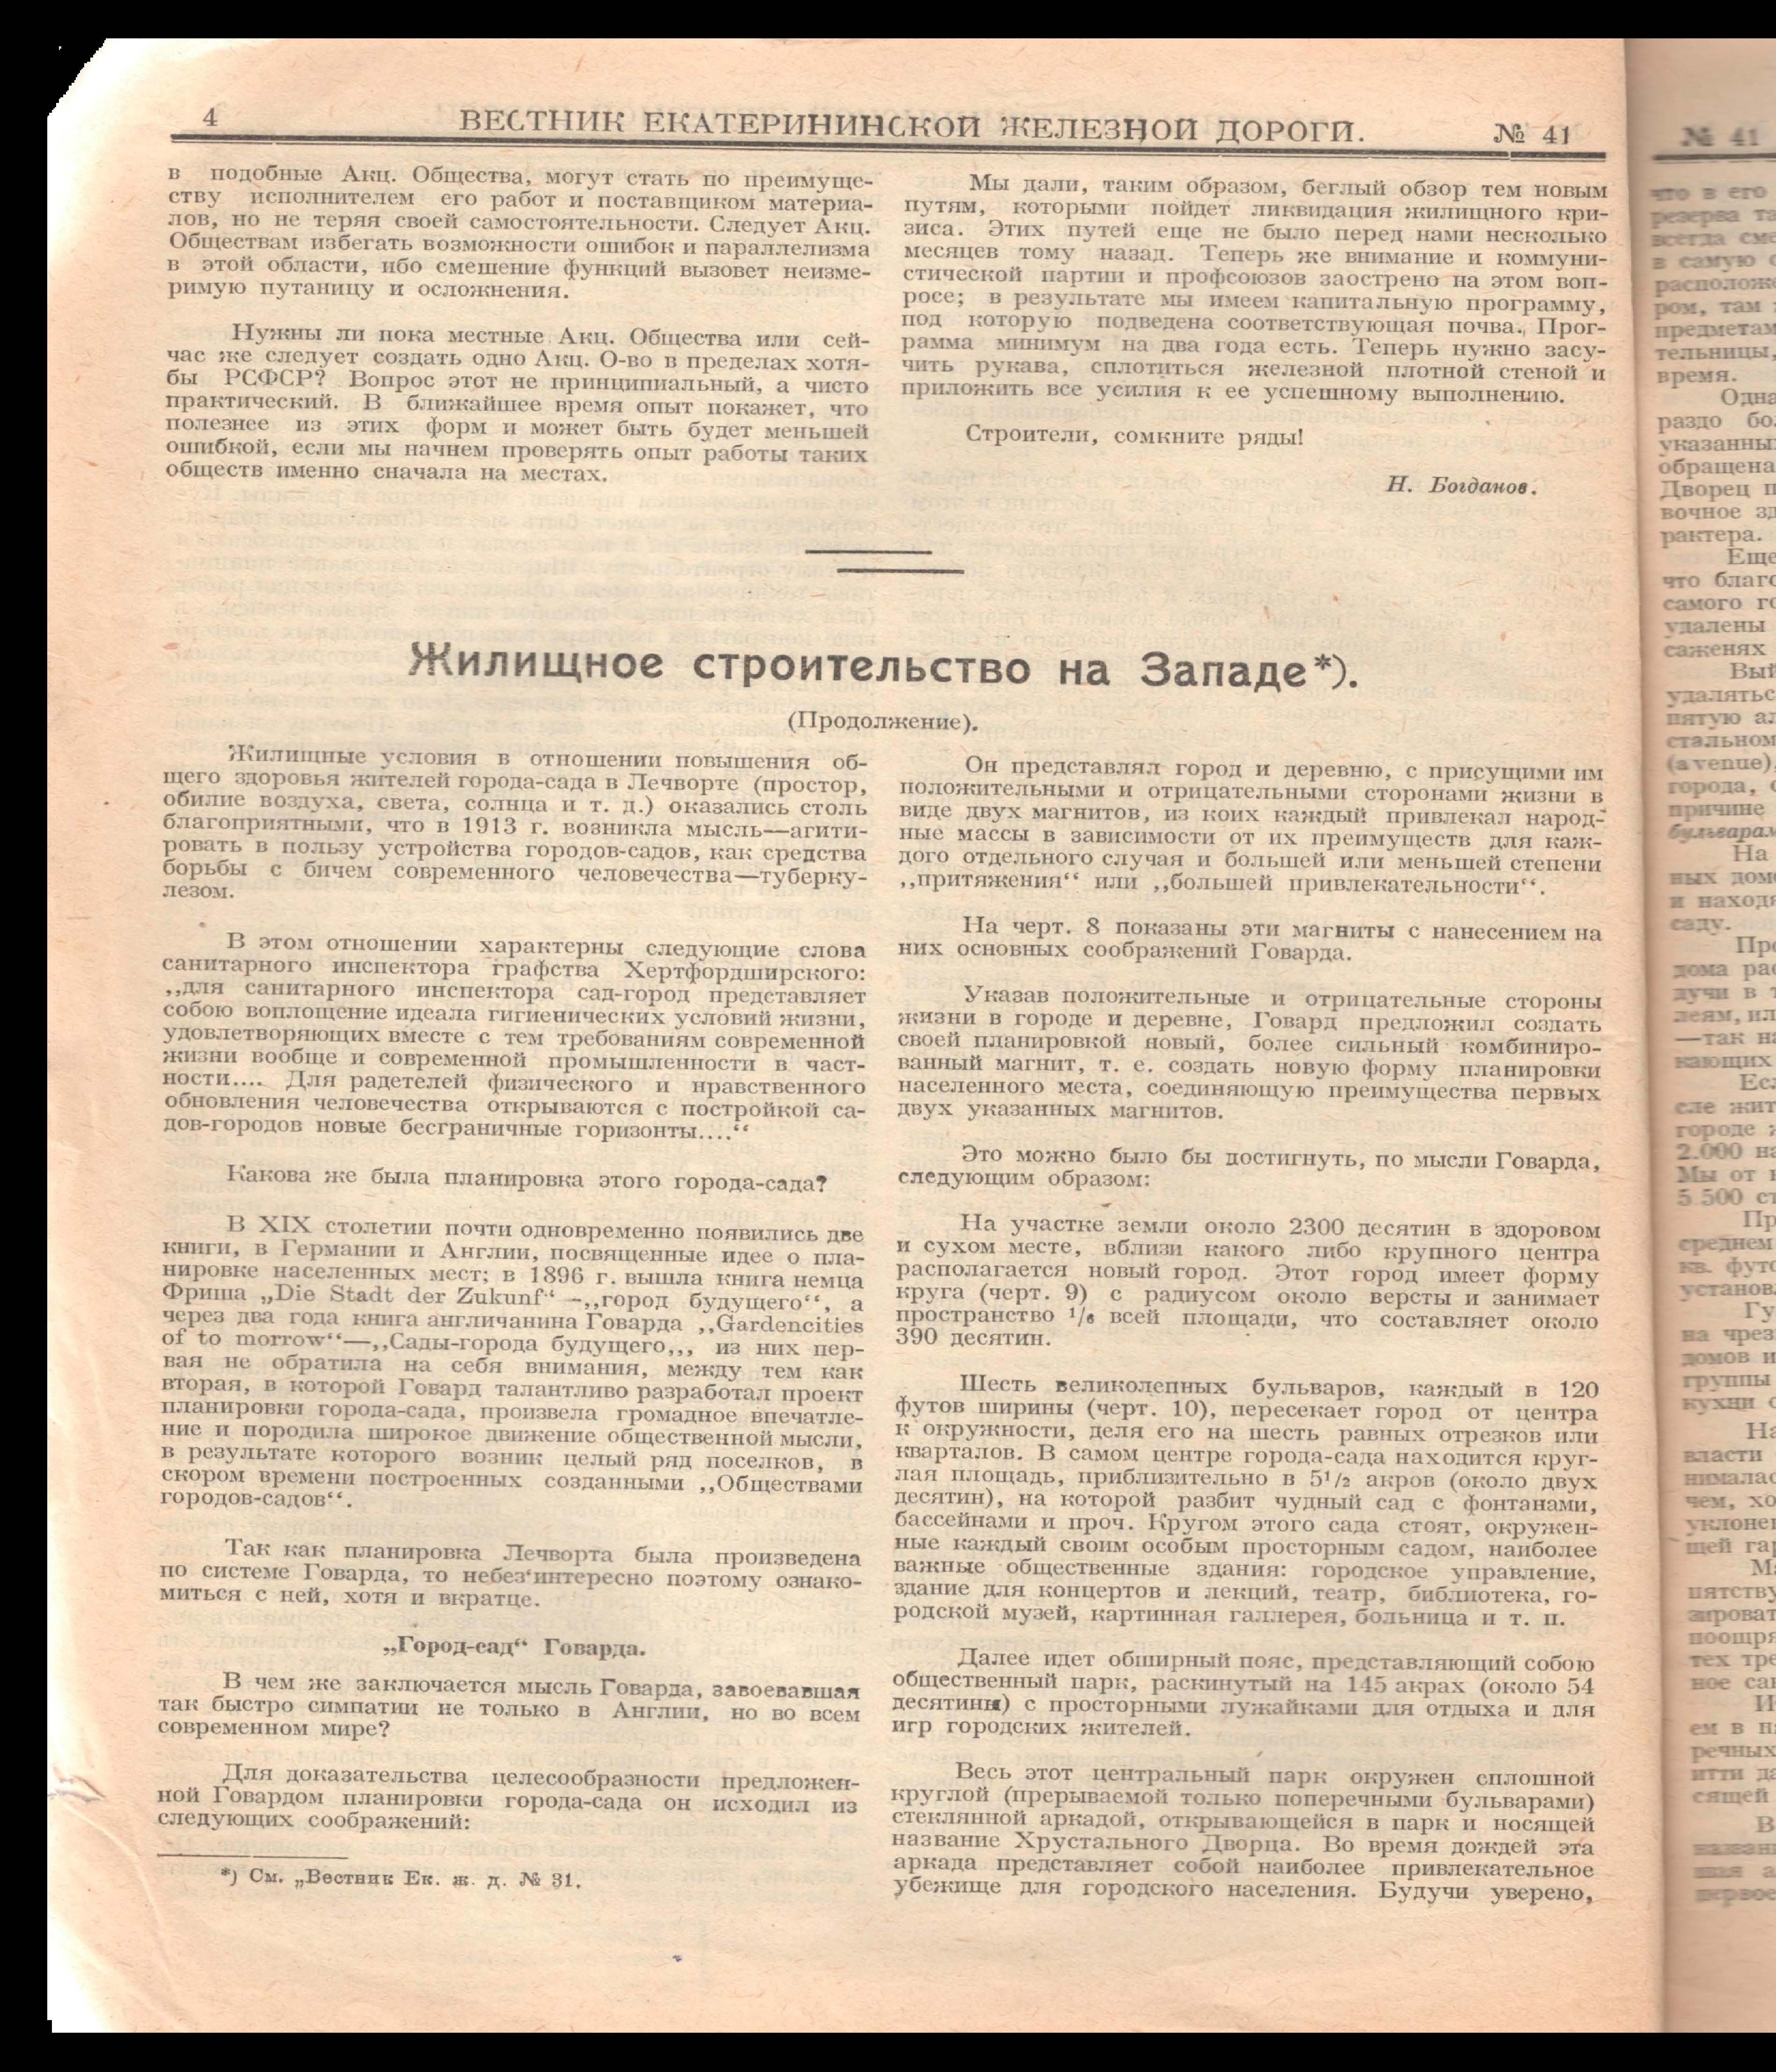 4
ВЕСТНИК ЕКАТЕРИНИНСКОЙ ЖЕЛЕЗНОЙ ДОРОГИ.
№ 41
в подобные Акц. Общества, могут стать по преимуще-
ству исполнителем его работ и поставщиком материа-
лов, но не теряя своей самостоятельности. Следует Акц.
Обществам избегать возможности ошибок и параллелизма
в этой области, ибо смешение функций вызовет неизме-
римую путаницу и осложнения.
Нужны ли пока местные Акц. Общества или сей-
час же следует создать одно Акц. О-во в пределах хотя-
бы РСФСР? Вопрос этот не принципиальный, а чисто
практический. В ближайшее время опыт покажет, что
полезнее из этих форм и может быть будет меньшей
ошибкой, если мы начнем проверять опыт работы таких
обществ именно сначала на местах.
Мы дали, таким образом, беглый обзор тем новым
путям, которыми пойдет ликвидация жилищного кри-
зиса. Этих путей еще не было перед нами несколько
месяцев тому назад. Теперь же внимание и коммуни-
стической партии и профсоюзов заострено на этом воп-
росе; в результате мы имеем капитальную программу,
под которую подведена соответствующая почва. Прог-
рамма минимум на два года есть. Теперь нужно засу-
чить рукава, сплотиться железной плотной стеной и
приложить все усилия к ее успешному выполнению.
Строители, сомкните ряды!
Н. Богданов.
Жилищное строительство на Западе*).
(Продолжение).
Жилищные условия в отношении повышения об-
щего здоровья жителей города-сада в Лечворте (простор,
обилие воздуха, света, солнца и т. д.) оказались столь
благоприятными, что в 1913 г. возникла мысль—агити-
ровать в пользу устройства городов-садов, как средства
борьбы с бичем современного человечества—туберку-
лезом.
В этом отношении характерны следующие слова
санитарного инспектора графства Хертфордширского:
,,для санитарного инспектора сад-город представляет
собою воплощение идеала гигиенических условий жизни,
удовлетворяющих вместе с тем требованиям современной
жизни вообще и современной промышленности в част-
ности.... Для радетелей физического и нравственного
обновления человечества открываются с постройкой са-
дов-городов новые бесграничные горизонты....“
Какова же была планировка этого города-сада?
В XIX столетии почти одновременно появились две
книги, в Германии и Англии, посвященные идее о пла-
нировке населенных мест; в 1896 г. вышла книга немца
Фриша „Die Stadt der Zukunf“ –,,город будущего“, а
через два года книга англичанина Говарда ,,Gardencities
of to morrow“—,,Сады-города будущего,,, из них пер-
вая не обратила на себя внимания, между тем как
вторая, в которой Говард талантливо разработал проект
планировки города-сада, произвела громадное впечатле-
ние и породила широкое движение общественной мысли,
в результате которого возник целый ряд поселков, в
скором времени построенных созданными ,,Обществами
городов-садов“.
Так как планировка Лечворта была произведена
по системе Говарда, то небез‘интересно поэтому ознако-
миться с ней, хотя и вкратце.
„Город-сад“ Говарда.
В чем же заключается мысль Говарда, завоевавшая
так быстро симпатии не только в Англии, но во всем
современном мире?
Для доказательства целесообразности предложен-
ной Говардом планировки города-сада он исходил из
следующих соображений:
*) См. „Вестник Ек. ж. д. № 31.
Он представлял город и деревню, с присущими им
положительными и отрицательными сторонами жизни в
виде двух магнитов, из коих каждый привлекал народ-
ные массы в зависимости от их преимуществ для каж-
дого отдельного случая и большей или меньшей степени
,,притяжения“ или ,,большей привлекательности“.
На черт. 8 показаны эти магниты с нанесением на
них основных соображений Говарда.
Указав положительные и отрицательные стороны
жизни в городе и деревне, Говард предложил создать
своей планировкой новый, более сильный комбиниро-
ванный магнит, т. е. создать новую форму планировки
населенного места, соединяющую преимущества первых
двух указанных магнитов.
Это можно было бы достигнуть, по мысли Говарда,
следующим образом:
На участке земли около 2300 десятин в здоровом
и сухом месте, вблизи какого либо крупного центра
располагается новый город. Этот город имеет форму
круга (черт. 9) с радиусом около версты и занимает
пространство 1/6 всей площади, что составляет около
390 десятин.
Шесть великолепных бульваров, каждый в 120
футов ширины (черт. 10), пересекает город от центра
к окружности, деля его на шесть равных отрезков или
кварталов. В самом центре города-сада находится круг-
лая площадь, приблизительно в 5 1/2 акров (около двух
десятин), на которой разбит чудный сад с фонтанами,
бассейнами и проч. Кругом этого сада стоят, окружен-
ные каждый своим особым просторным садом, наиболее
важные общественные здания: городское управление,
здание для концертов и лекций, театр, библиотека, го-
родской музей, картинная галлерея, больница и т. п.
Далее идет обширный пояс, представляющий собою
общественный парк, раскинутый на 145 акрах (около 54
десятины) с просторными лужайками для отдыха и для
игр городских жителей.
Весь этот центральный парк окружен сплошной
круглой (прерываемой только поперечными бульварами)
стеклянной аркадой, открывающейся в парк и носящей
название Хрустального Дворца. Во время дождей эта
аркада представляет собой наиболее привлекательное
убежище для городского населения. Будучи уверено,